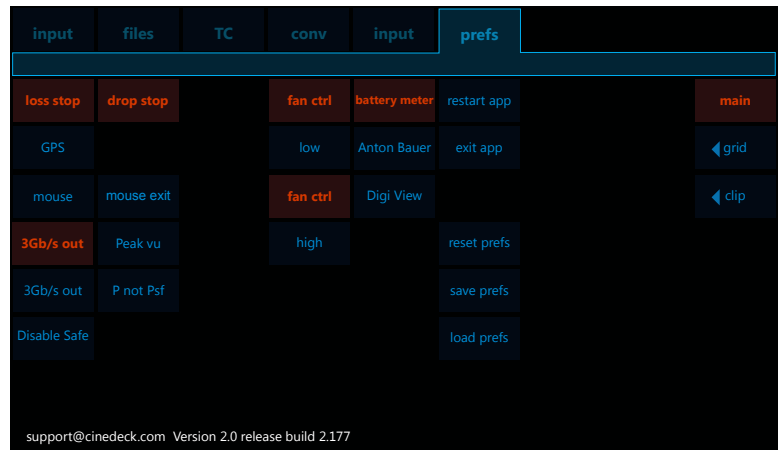 input files TC conv input prefs
loss stop drop stop fan ctrl battery meter restart app main
GPS low Anton Bauer exit app grid
mouse mouse exit fan ctrl Digi View clip
3Gb/s out Peak vu high reset prefs
3Gb/s out P not Psf save prefs
Disable Safe load prefs
support@cinedeck.com Version 2.0 release build 2.177